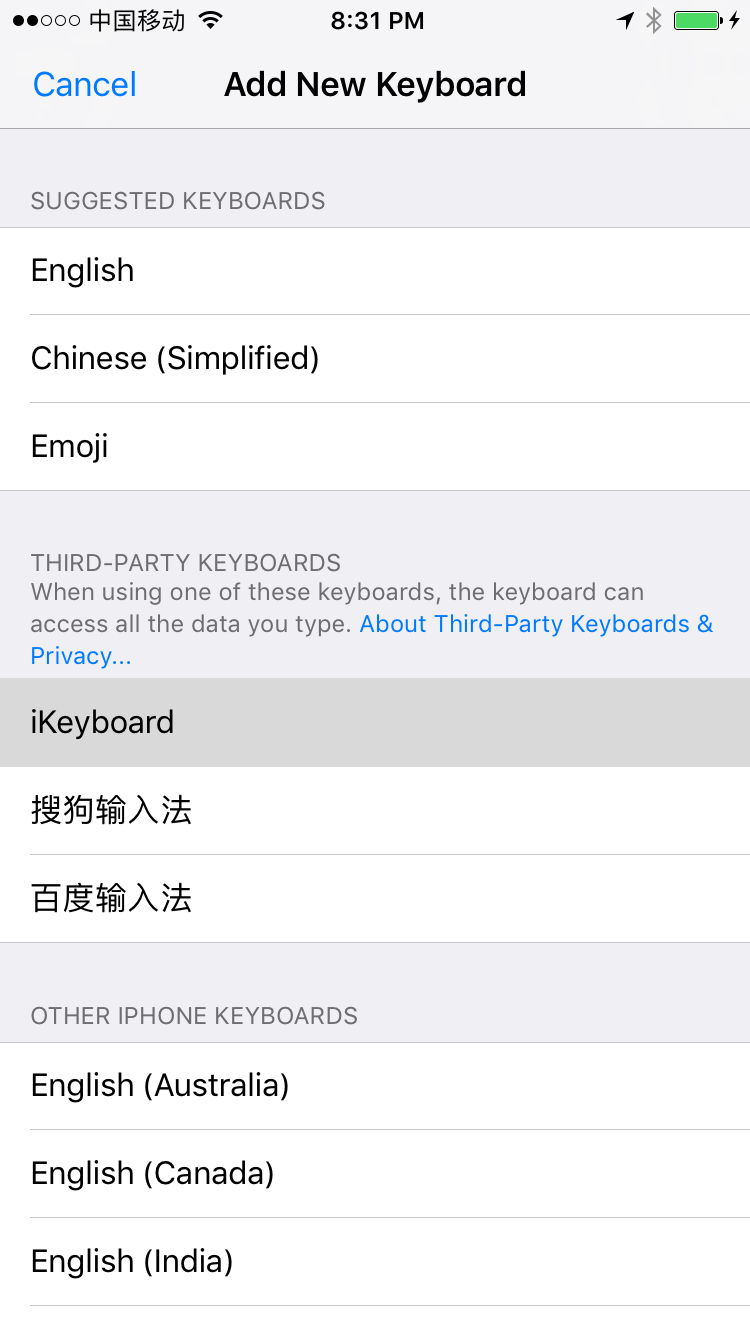 中国移动 8:31 PM
Cancel Add New Keyboard
SUGGESTED KEYBOARDS
English
Chinese (Simplified)
Emoji
THIRD-PARTY KEYBOARDS
When using one of these keyboards, the keyboard can
access all the data you type. About Third-Party Keyboards &
Privacy...
iKeyboard
搜狗输入法
百度输入法
OTHER IPHONE KEYBOARDS
English (Australia)
English (Canada)
English (India)